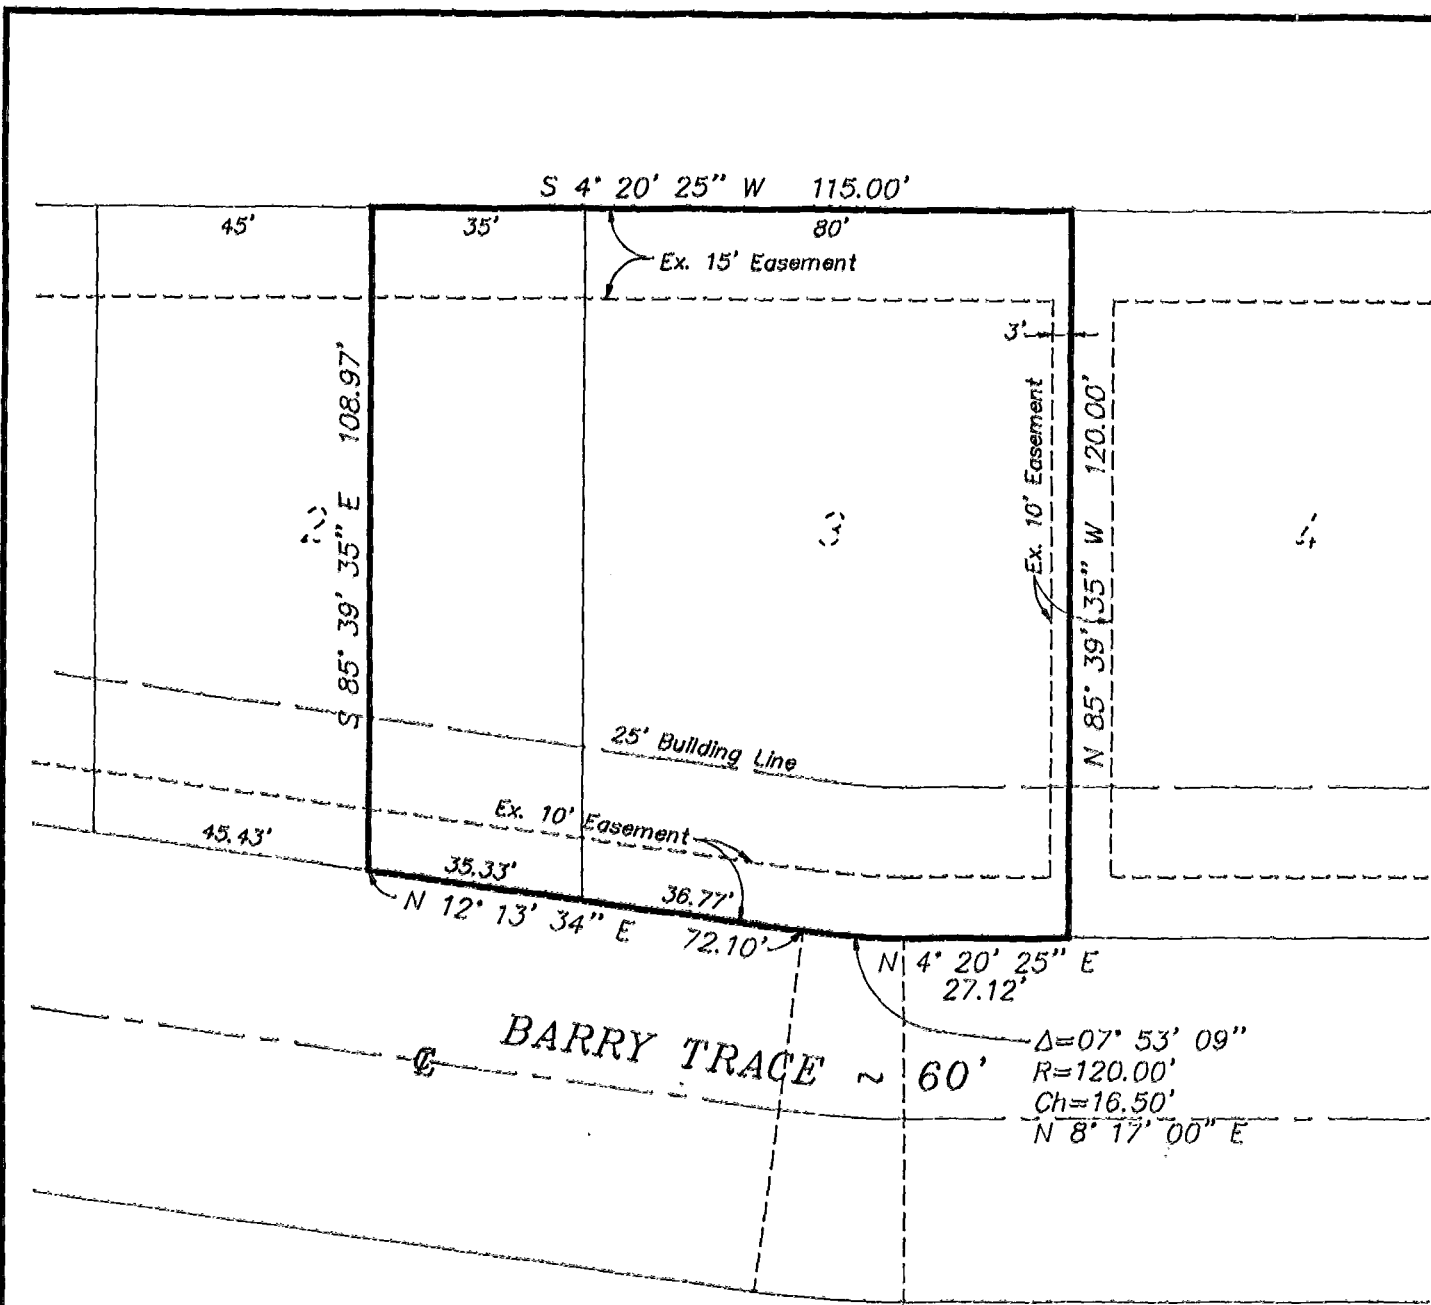 S 4° 20' 25" W 115.00'
45'
35'
80'
Ex. 15' Easement
3'
S 85° 39' 35" E 108.97'
Ex. 10' Easement
N 85° 39' 35" W 120.00'
2
3
4
25' Building Line
Ex. 10' Easement
45.43'
35.33'
36.77'
N 12° 13' 34" E 72.10'
N 4° 20' 25" E
27.12'
BARRY TRACE ~ 60'
Δ=07° 53' 09"
R=120.00'
Ch=16.50'
N 8° 17' 00" E